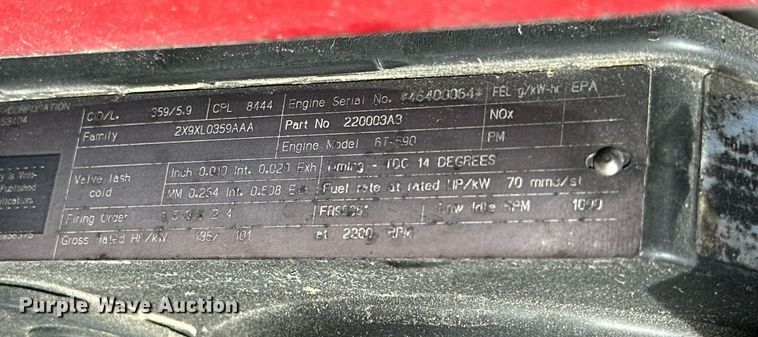 CORPORATION CID/L. 359/5.9 CPL 8444 Engine Serial No. *45400064* FEL g/kW-hr EPA
Family 2X9XL0359AAA Part No 220003A3 NOx
Engine Model 6T-590 PM
Valve lash cold Inch 0.010 Int. 0.020 Exh Timing - TDC 14 DEGREES
MM 0.254 Int. 0.508 Fuel rate at rated HP/kW 70 mm3/st
Firing Order Low Idle RPM 1000
Gross Rated HP/kW 101 at 2200 RPM
Purple Wave Auction